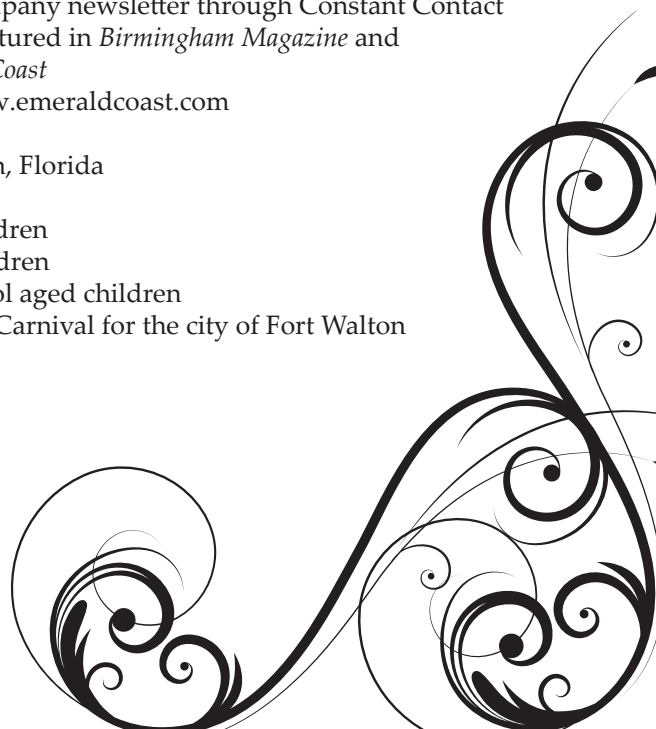 pany newsletter through Constant Contact
tured in Birmingham Magazine and
Coast
w.emeraldcoast.com
n, Florida
dren
dren
ol aged children
Carnival for the city of Fort Walton